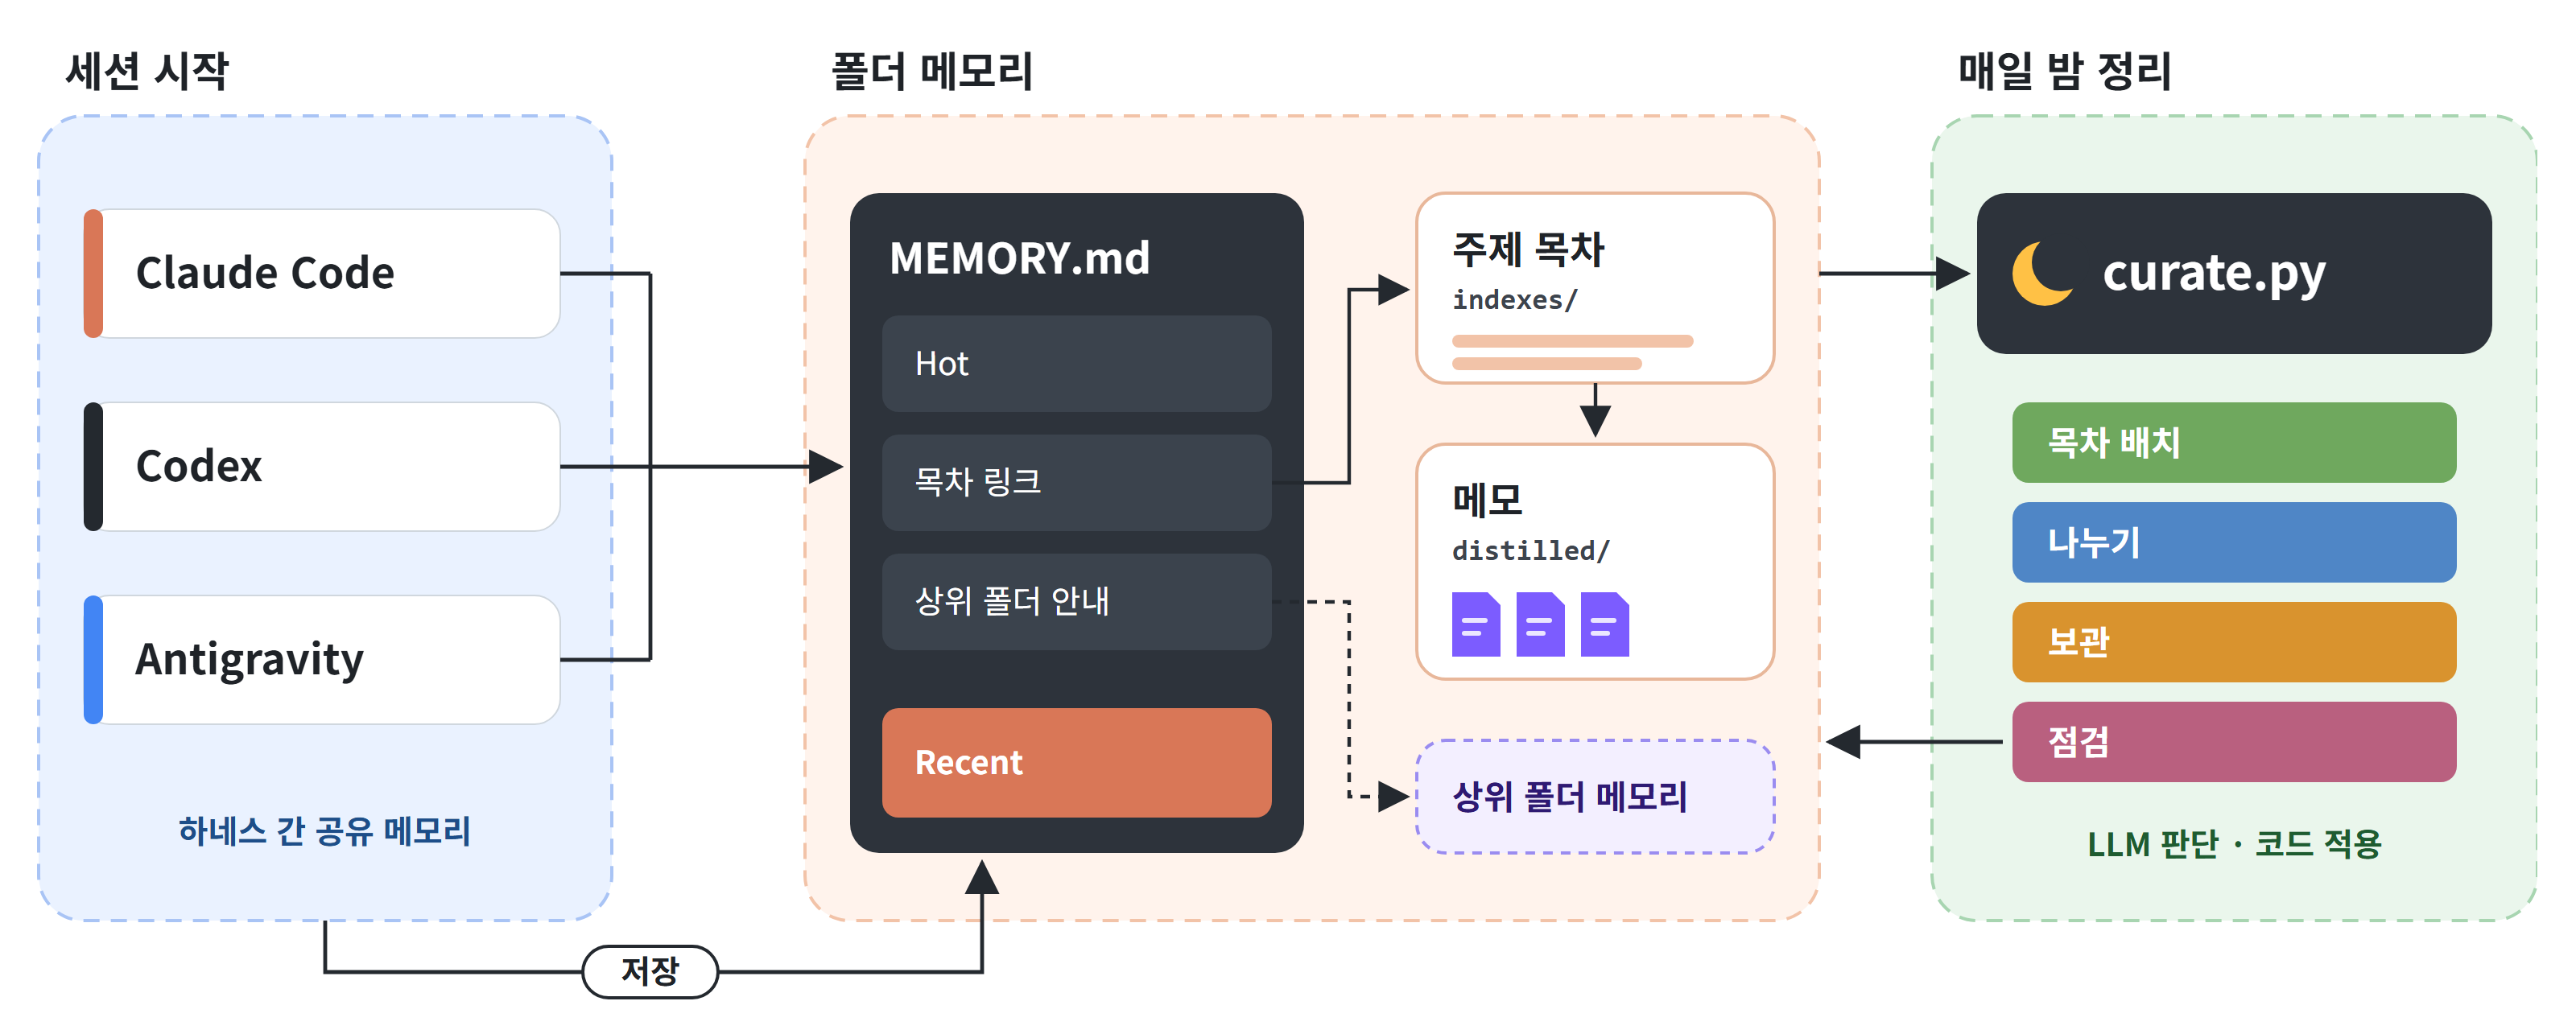 세션 시작
Claude Code
Codex
Antigravity
하네스 간 공유 메모리
저장
폴더 메모리
MEMORY.md
Hot
목차 링크
상위 폴더 안내
Recent
주제 목차
indexes/
메모
distilled/
상위 폴더 메모리
매일 밤 정리
curate.py
목차 배치
나누기
보관
점검
LLM 판단 · 코드 적용